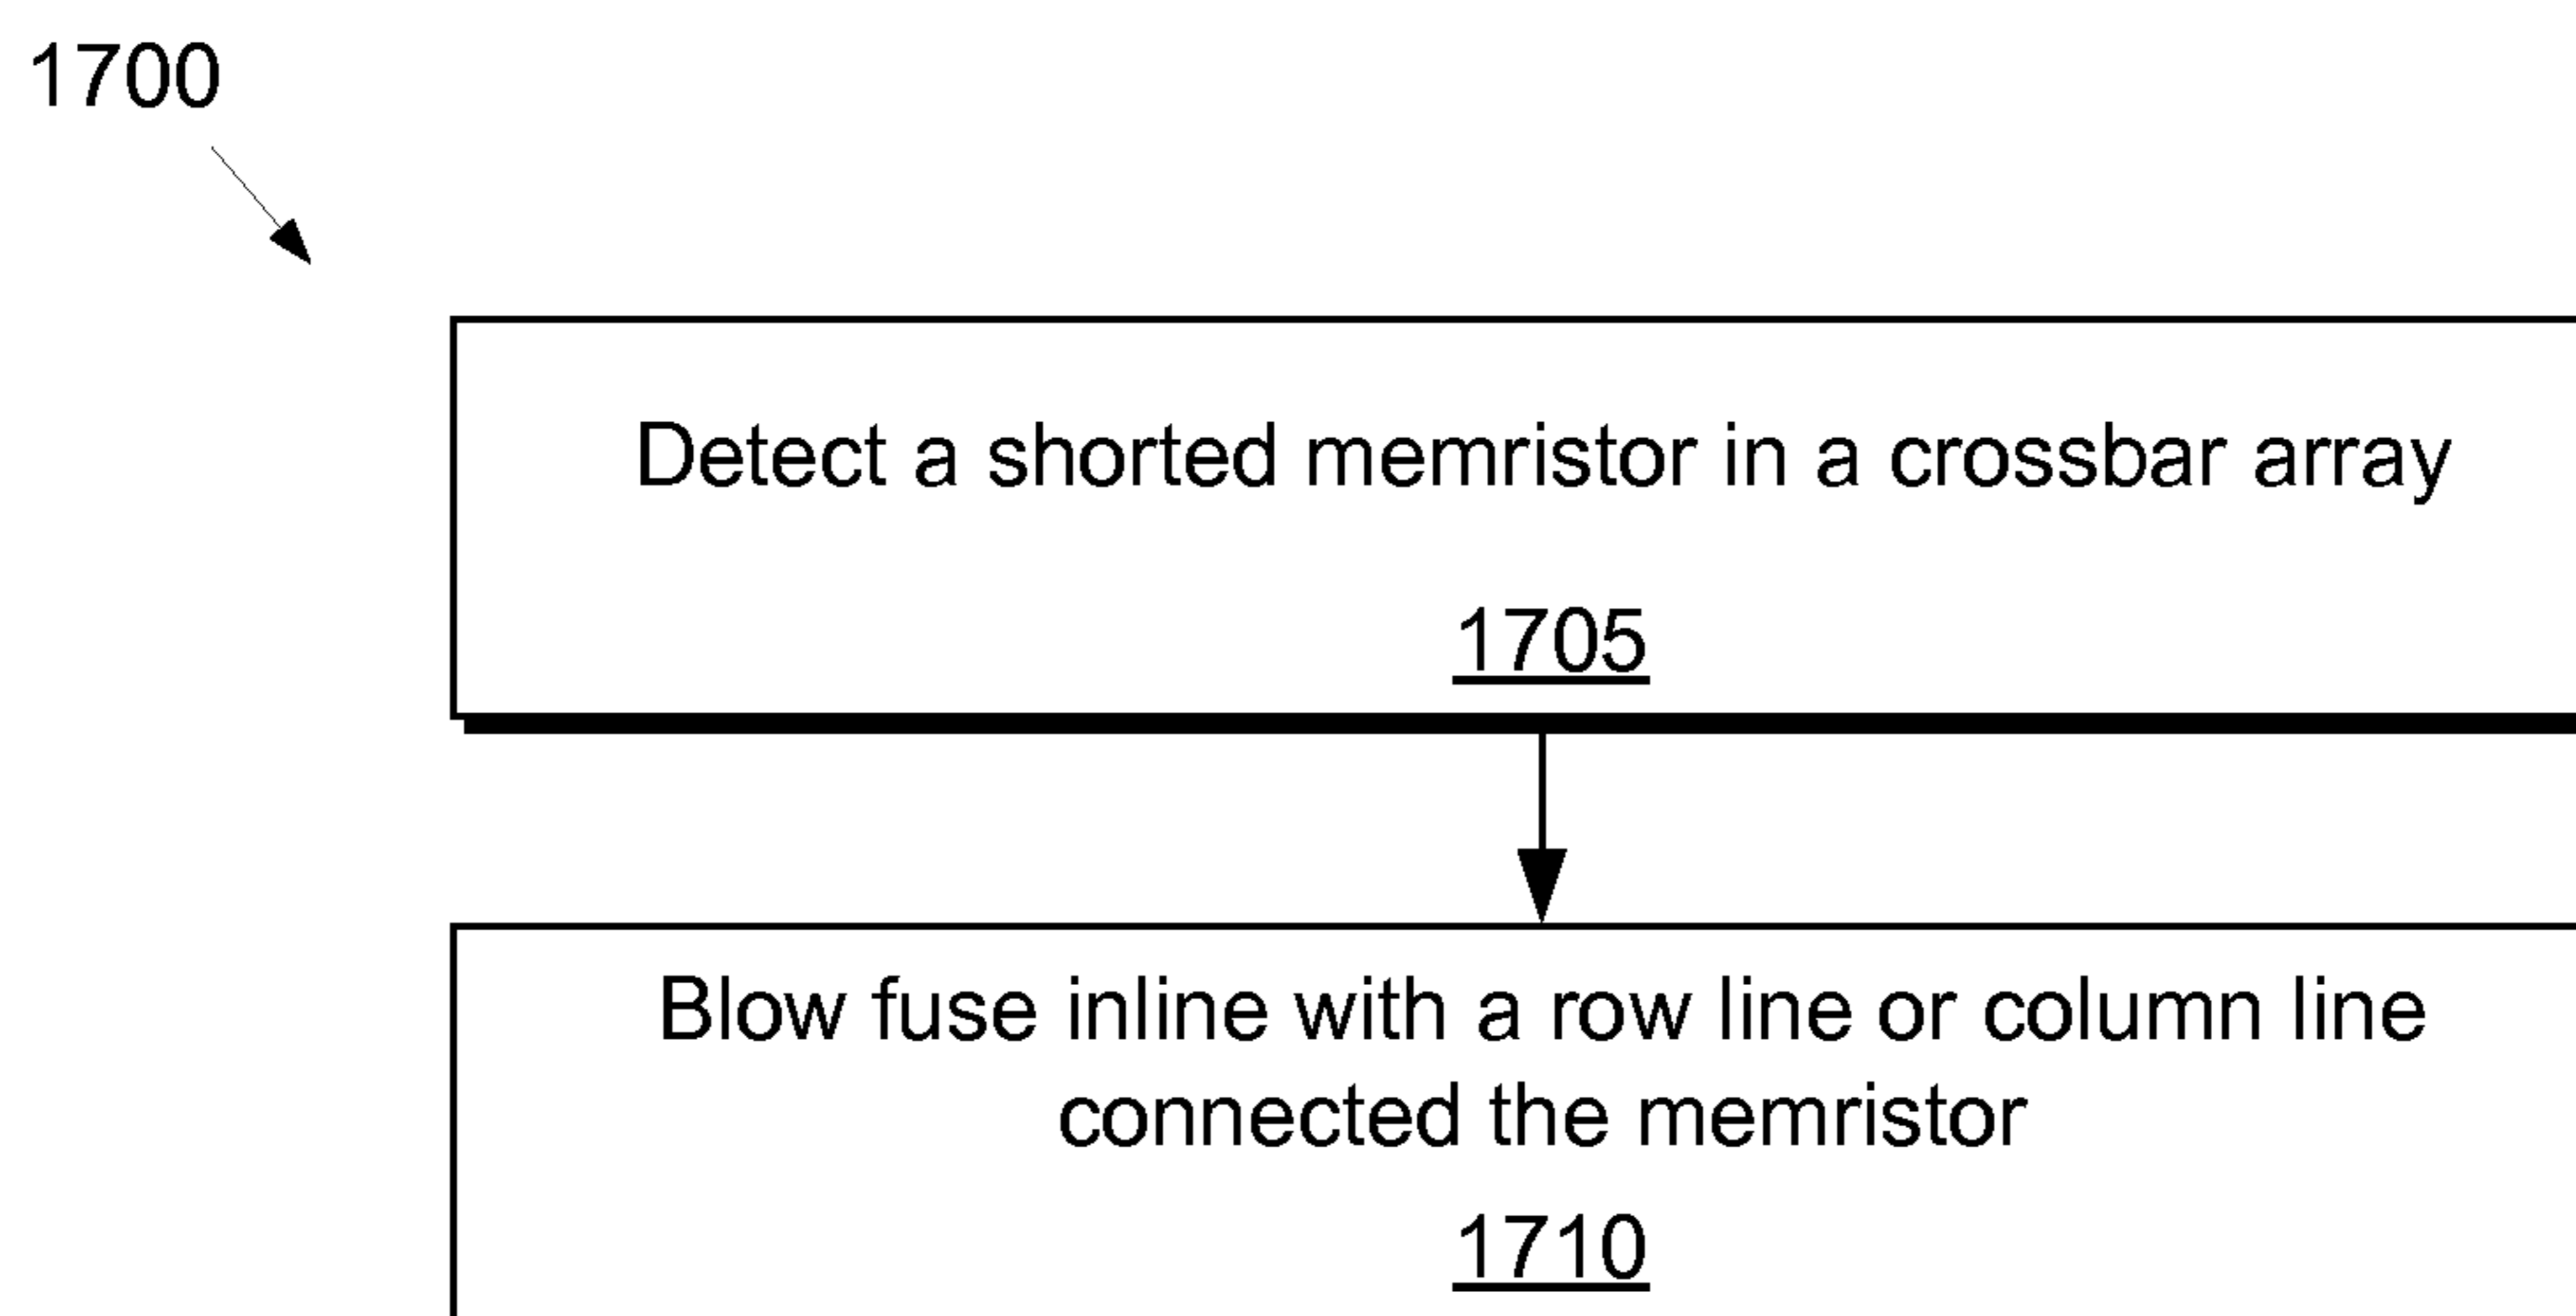 1700
Detect a shorted memristor in a crossbar array
1705
Blow fuse inline with a row line or column line
connected the memristor
1710